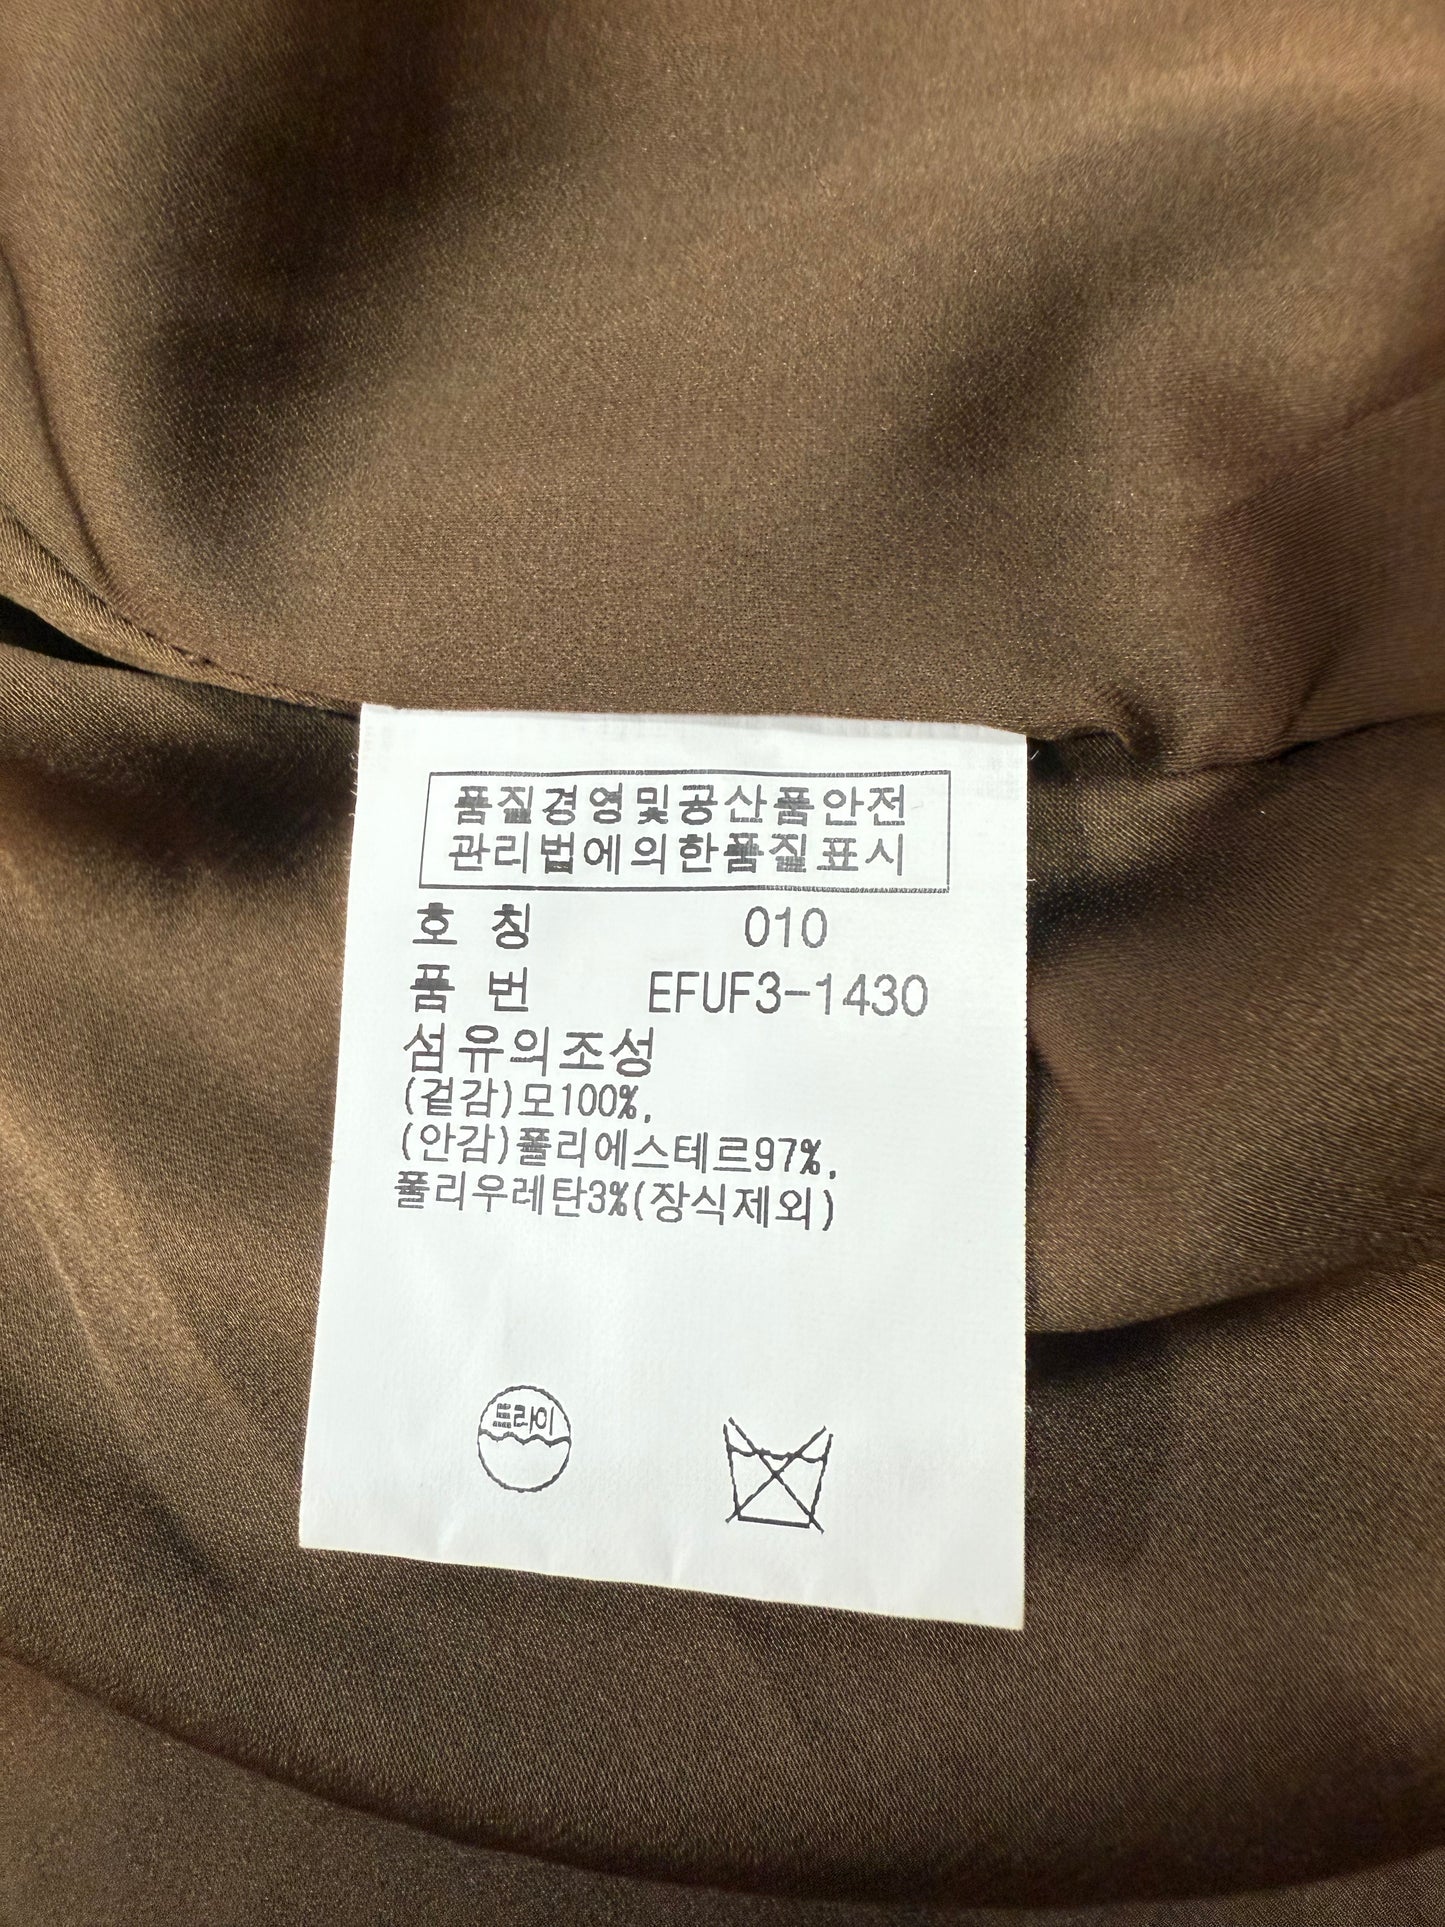 품질경영및공산품안전
관리법에의한품질표시
호 칭 010
품 번 EFUF3-1430
섬유의조성
(겉감)모100%,
(안감)폴리에스테르97%,
폴리우레탄3%(장식제외)
드라이